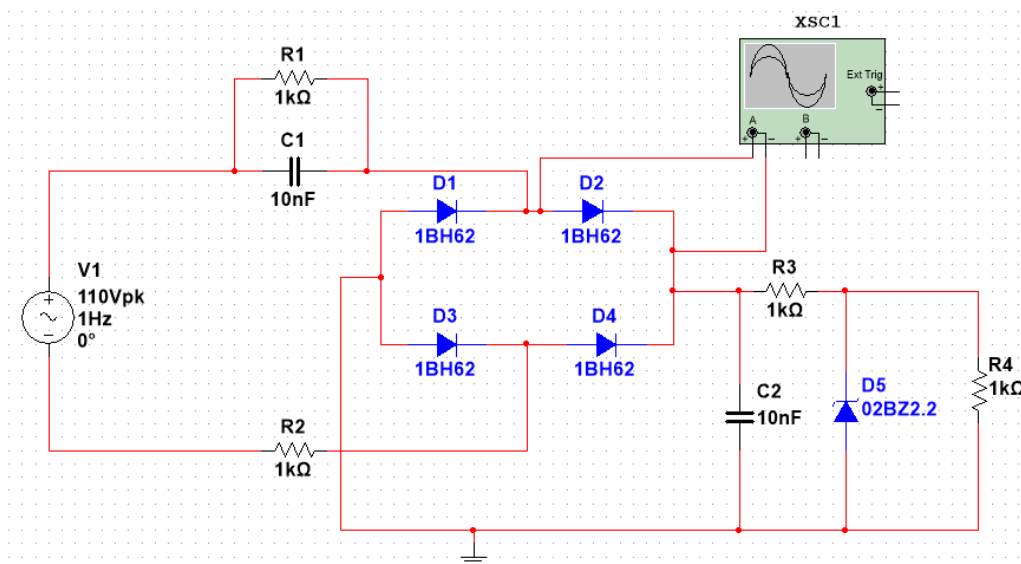 XSC1
Ext Trig
+
−
A
B
+ −
+ −
R1
1kΩ
C1
10nF
D1
1BH62
D2
1BH62
V1
110Vpk
1Hz
0°
+
−
R3
1kΩ
D3
1BH62
D4
1BH62
R4
1kΩ
C2
10nF
D5
02BZ2.2
R2
1kΩ